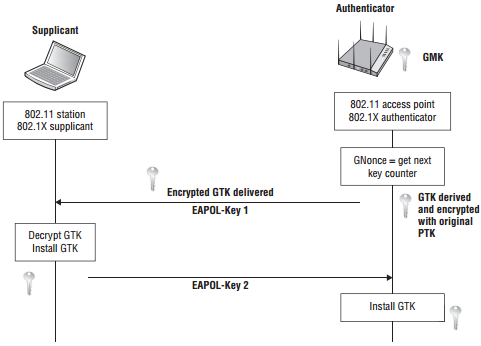 Authenticator
Supplicant
GMK
802.11 station
802.1X supplicant
802.11 access point
802.1X authenticator
GNonce = get next
key counter
Encrypted GTK delivered
EAPOL-Key 1
GTK derived
and encrypted
with original
PTK
Decrypt GTK
Install GTK
EAPOL-Key 2
Install GTK